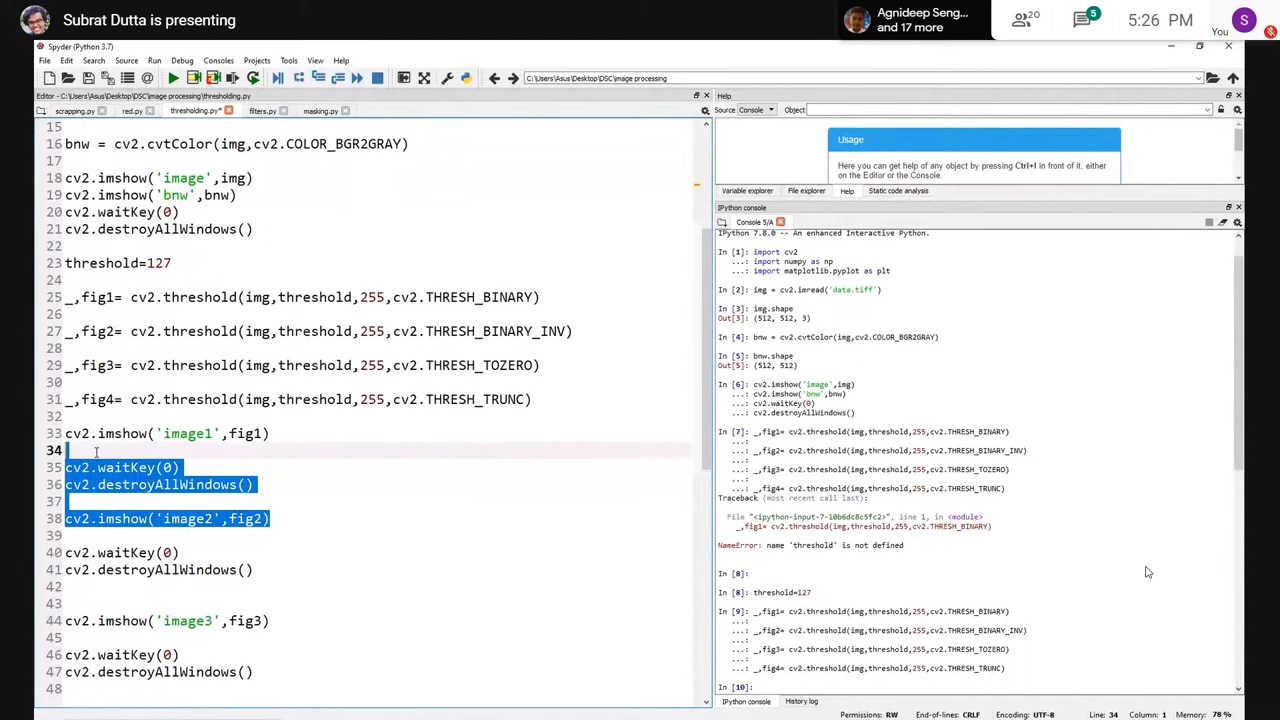 Subrat Dutta is presenting
Agnideep Seng...
and 17 more
20
5
5:26 PM
You
S
Spyder (Python 3.7)
File Edit Search Source Run Debug Consoles Projects Tools View Help
C:\Users\Asus\Desktop\DSC\image processing
Editor - C:\Users\Asus\Desktop\DSC\image processing\thresholding.py
scrapping.py red.py thresholding.py* filters.py masking.py
15
16 bnw = cv2.cvtColor(img,cv2.COLOR_BGR2GRAY)
17
18 cv2.imshow('image',img)
19 cv2.imshow('bnw',bnw)
20 cv2.waitKey(0)
21 cv2.destroyAllWindows()
22
23 threshold=127
24
25 _,fig1= cv2.threshold(img,threshold,255,cv2.THRESH_BINARY)
26
27 _,fig2= cv2.threshold(img,threshold,255,cv2.THRESH_BINARY_INV)
28
29 _,fig3= cv2.threshold(img,threshold,255,cv2.THRESH_TOZERO)
30
31 _,fig4= cv2.threshold(img,threshold,255,cv2.THRESH_TRUNC)
32
33 cv2.imshow('image1',fig1)
34
35 cv2.waitKey(0)
36 cv2.destroyAllWindows()
37
38 cv2.imshow('image2',fig2)
39
40 cv2.waitKey(0)
41 cv2.destroyAllWindows()
42
43
44 cv2.imshow('image3',fig3)
45
46 cv2.waitKey(0)
47 cv2.destroyAllWindows()
48
Help
Source Console Object
Usage
Here you can get help of any object by pressing Ctrl+I in front of it, either
on the Editor or the Console.
Variable explorer File explorer Help Static code analysis
IPython console
Console 5/A
IPython 7.8.0 -- An enhanced Interactive Python.
In [1]: import cv2
...: import numpy as np
...: import matplotlib.pyplot as plt
In [2]: img = cv2.imread('data.tiff')
In [3]: img.shape
Out[3]: (512, 512, 3)
In [4]: bnw = cv2.cvtColor(img,cv2.COLOR_BGR2GRAY)
In [5]: bnw.shape
Out[5]: (512, 512)
In [6]: cv2.imshow('image',img)
...: cv2.imshow('bnw',bnw)
...: cv2.waitKey(0)
...: cv2.destroyAllWindows()
In [7]: _,fig1= cv2.threshold(img,threshold,255,cv2.THRESH_BINARY)
...:
...: _,fig2= cv2.threshold(img,threshold,255,cv2.THRESH_BINARY_INV)
...:
...: _,fig3= cv2.threshold(img,threshold,255,cv2.THRESH_TOZERO)
...:
...: _,fig4= cv2.threshold(img,threshold,255,cv2.THRESH_TRUNC)
Traceback (most recent call last):
File "<ipython-input-7-10b6dc8c5fc2>", line 1, in <module>
_,fig1= cv2.threshold(img,threshold,255,cv2.THRESH_BINARY)
NameError: name 'threshold' is not defined
In [8]:
In [8]: threshold=127
In [9]: _,fig1= cv2.threshold(img,threshold,255,cv2.THRESH_BINARY)
...:
...: _,fig2= cv2.threshold(img,threshold,255,cv2.THRESH_BINARY_INV)
...:
...: _,fig3= cv2.threshold(img,threshold,255,cv2.THRESH_TOZERO)
...:
...: _,fig4= cv2.threshold(img,threshold,255,cv2.THRESH_TRUNC)
In [10]:
IPython console History log
Permissions: RW End-of-lines: CRLF Encoding: UTF-8 Line: 34 Column: 1 Memory: 78 %